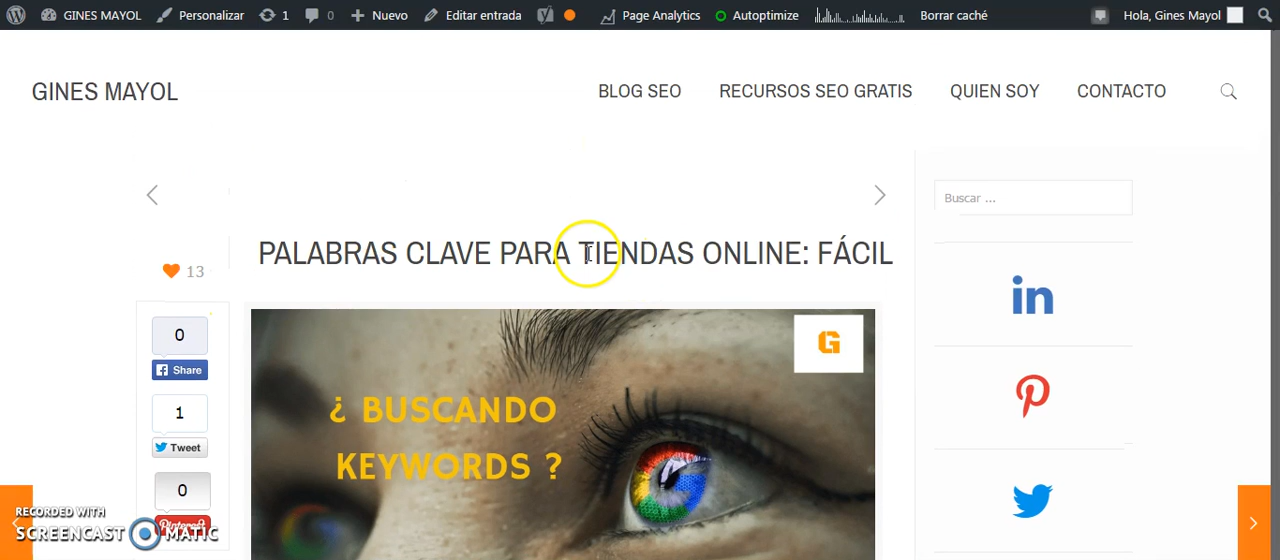 GINES MAYOL Personalizar 1 0 Nuevo Editar entrada Page Analytics Autoptimize Borrar caché Hola, Gines Mayol
GINES MAYOL BLOG SEO RECURSOS SEO GRATIS QUIEN SOY CONTACTO
Buscar ...
PALABRAS CLAVE PARA TIENDAS ONLINE: FÁCIL
13
0
Share
1
Tweet
0
Pinterest
G
¿ BUSCANDO
KEYWORDS ?
in
RECORDED WITH
SCREENCAST MATIC